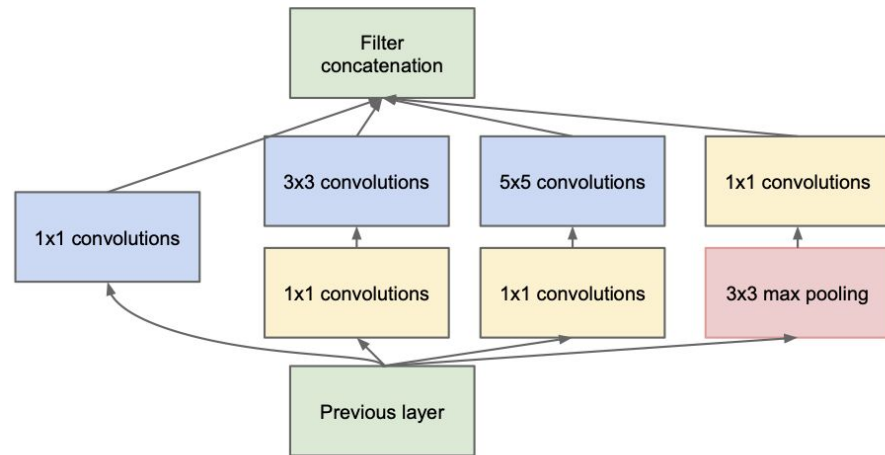 Filter
concatenation
3x3 convolutions
5x5 convolutions
1x1 convolutions
1x1 convolutions
1x1 convolutions
1x1 convolutions
3x3 max pooling
Previous layer